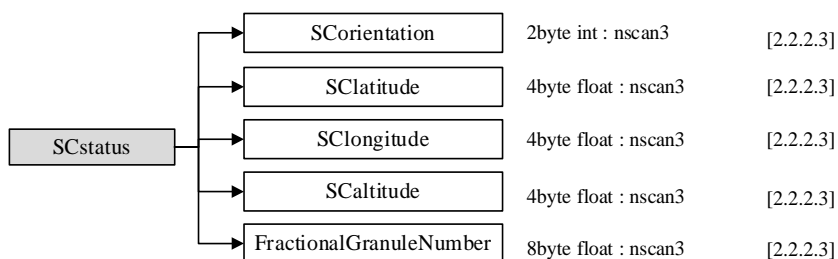 SCorientation 2byte int : nscan3 [2.2.2.3]
SClatitude 4byte float : nscan3 [2.2.2.3]
SClongitude 4byte float : nscan3 [2.2.2.3]
SCstatus
SCaltitude 4byte float : nscan3 [2.2.2.3]
FractionalGranuleNumber 8byte float : nscan3 [2.2.2.3]